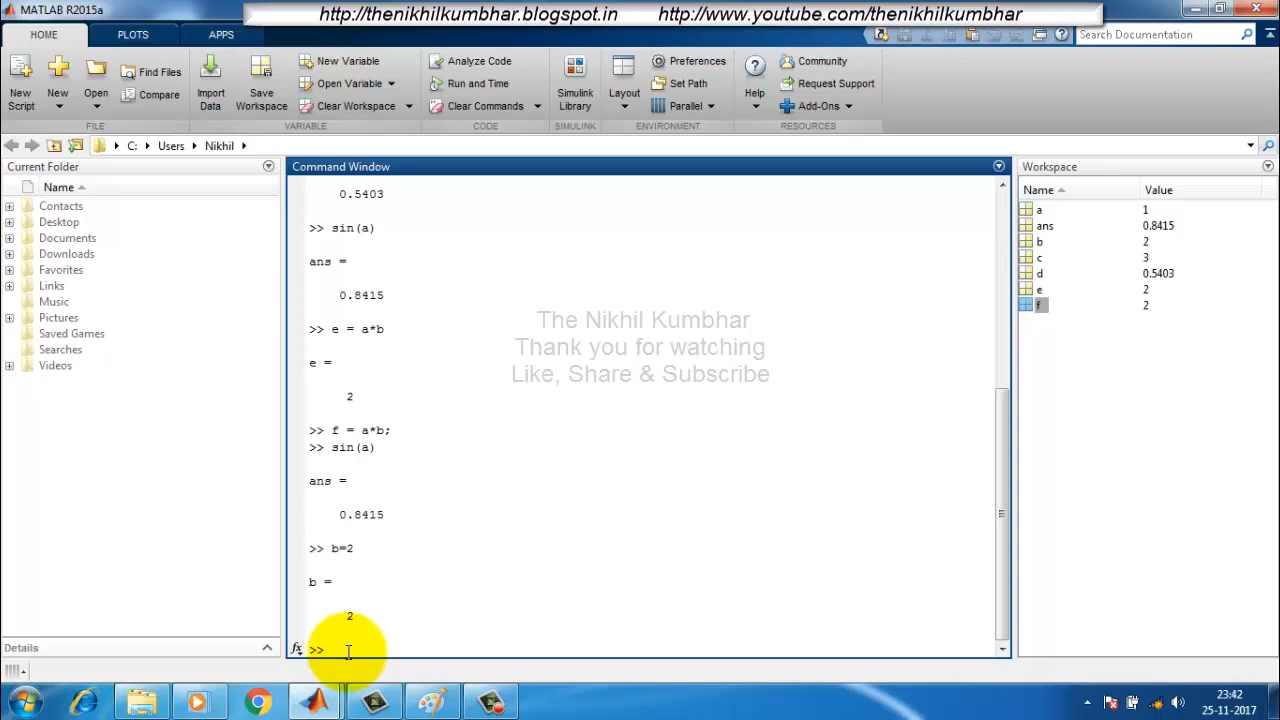 MATLAB R2015a
http://thenikhilkumbhar.blogspot.in http://www.youtube.com/thenikhilkumbhar
HOME PLOTS APPS Search Documentation
New Script New Open Find Files Compare Import Data Save Workspace New Variable Open Variable Clear Workspace Analyze Code Run and Time Clear Commands Simulink Library Layout Preferences Set Path Parallel Help Community Request Support Add-Ons
FILE VARIABLE CODE SIMULINK ENVIRONMENT RESOURCES
C: Users Nikhil
Current Folder
Name
Contacts
Desktop
Documents
Downloads
Favorites
Links
Music
Pictures
Saved Games
Searches
Videos
Details
Command Window
0.5403
>> sin(a)
ans =
0.8415
>> e = a*b
e =
2
>> f = a*b;
>> sin(a)
ans =
0.8415
>> b=2
b =
2
fx >>
The Nikhil Kumbhar
Thank you for watching
Like, Share & Subscribe
Workspace
Name Value
a 1
ans 0.8415
b 2
c 3
d 0.5403
e 2
f 2
23:42
25-11-2017